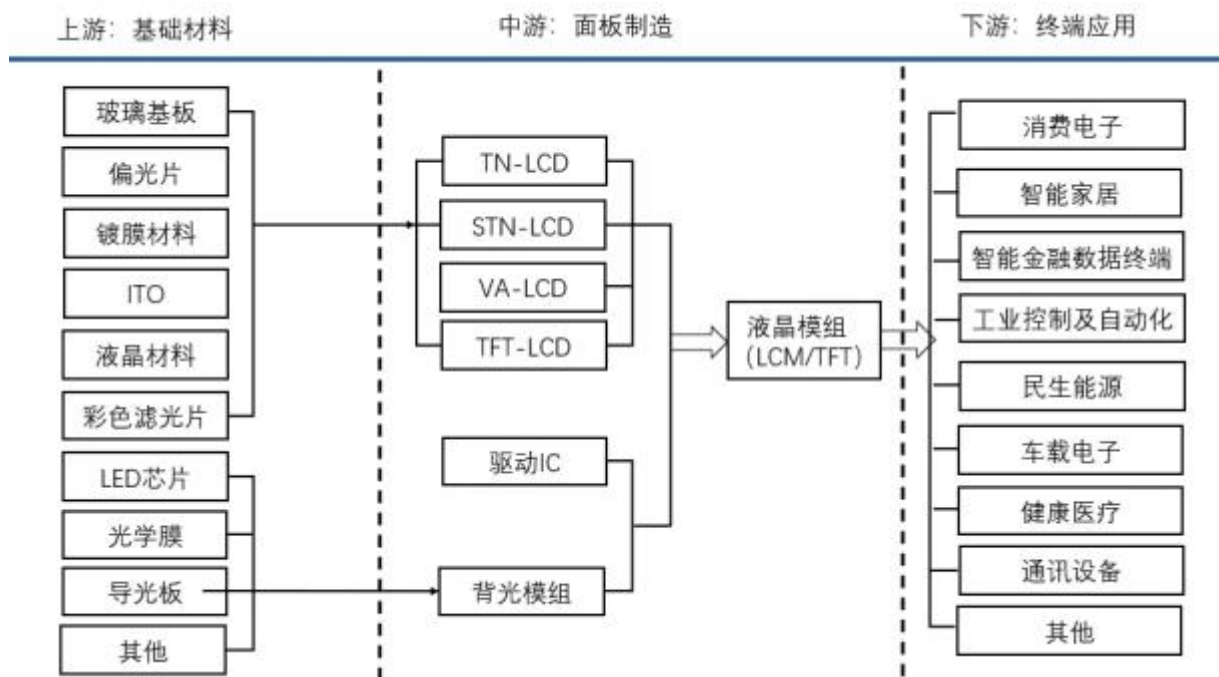 上游：基础材料
中游：面板制造
下游：终端应用
玻璃基板
偏光片
镀膜材料
ITO
液晶材料
彩色滤光片
LED芯片
光学膜
导光板
其他
TN-LCD
STN-LCD
VA-LCD
TFT-LCD
驱动IC
背光模组
液晶模组
(LCM/TFT)
消费电子
智能家居
智能金融数据终端
工业控制及自动化
民生能源
车载电子
健康医疗
通讯设备
其他